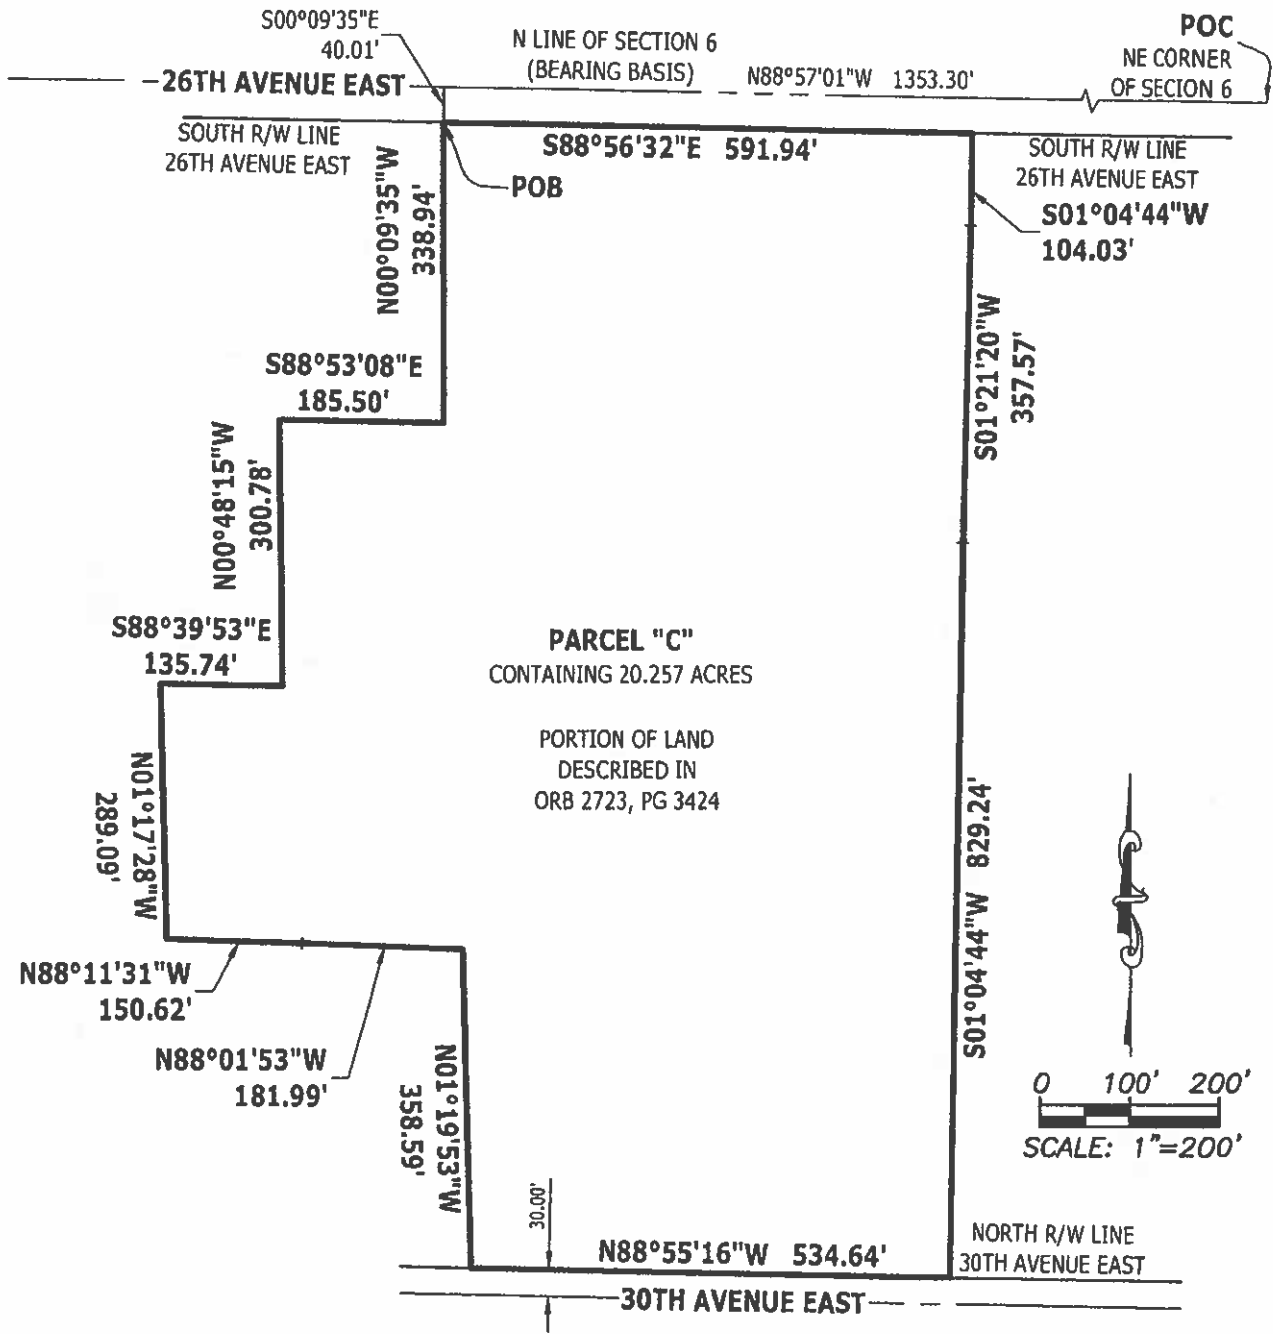 S00°09'35"E
40.01'
N LINE OF SECTION 6
(BEARING BASIS)
N88°57'01"W 1353.30'
POC
NE CORNER
OF SECION 6
26TH AVENUE EAST
SOUTH R/W LINE
26TH AVENUE EAST
S88°56'32"E 591.94'
SOUTH R/W LINE
26TH AVENUE EAST
POB
N00°09'35"W
338.94'
S01°04'44"W
104.03'
S01°21'20"W
357.57'
S88°53'08"E
185.50'
N00°48'15"W
300.78'
S88°39'53"E
135.74'
PARCEL "C"
CONTAINING 20.257 ACRES
PORTION OF LAND
DESCRIBED IN
ORB 2723, PG 3424
N01°17'28"W
289.09'
S01°04'44"W 829.24'
N88°11'31"W
150.62'
N88°01'53"W
181.99'
N01°19'53"W
358.59'
0 100' 200'
SCALE: 1"=200'
30.00'
N88°55'16"W 534.64'
NORTH R/W LINE
30TH AVENUE EAST
30TH AVENUE EAST